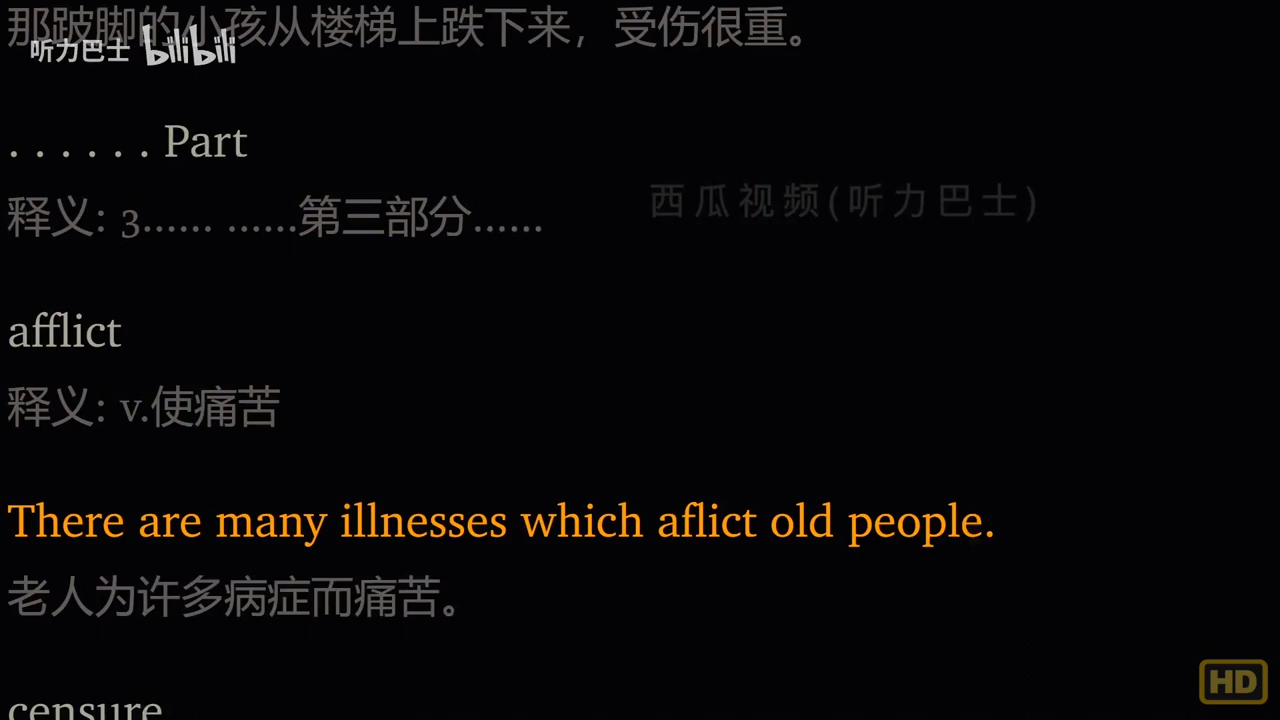 那跛脚的小孩从楼梯上跌下来，受伤很重。
听力巴士 bilibili
. . . . . . Part
释义: 3...... ......第三部分......
西瓜视频(听力巴士)
afflict
释义: v.使痛苦
There are many illnesses which aflict old people.
老人为许多病症而痛苦。
censure
HD